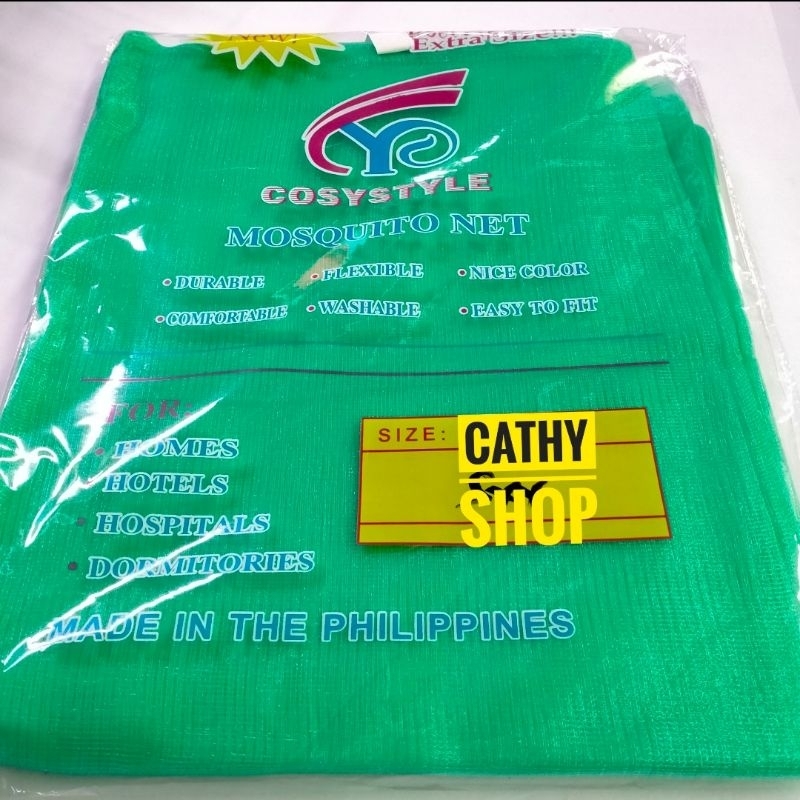 New!
Extra Size!!!
COSYSTYLE
MOSQUITO NET
• DURABLE • FLEXIBLE • NICE COLOR
• COMFORTABLE • WASHABLE • EASY TO FIT
FOR:
• HOMES
HOTELS
• HOSPITALS
• DORMITORIES
SIZE:
CATHY
SHOP
MADE IN THE PHILIPPINES